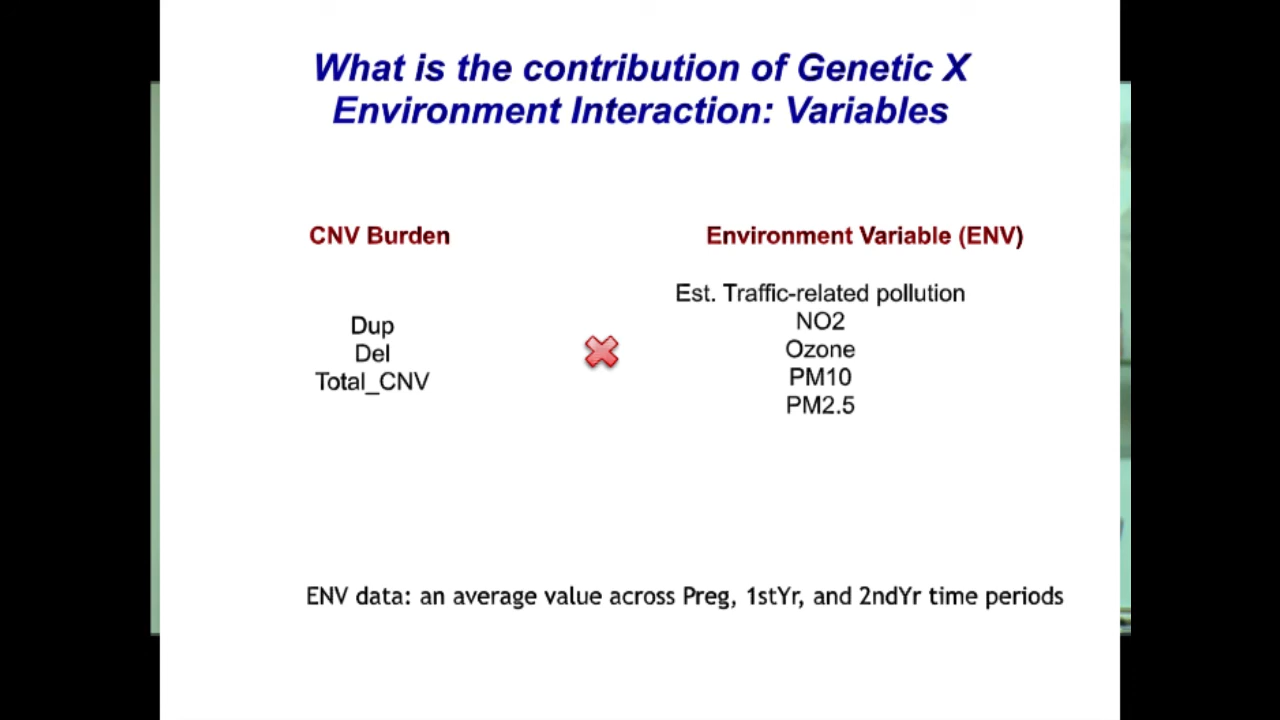 What is the contribution of Genetic X
Environment Interaction: Variables
CNV Burden
Dup
Del
Total_CNV
Environment Variable (ENV)
Est. Traffic-related pollution
NO2
Ozone
PM10
PM2.5
ENV data: an average value across Preg, 1stYr, and 2ndYr time periods